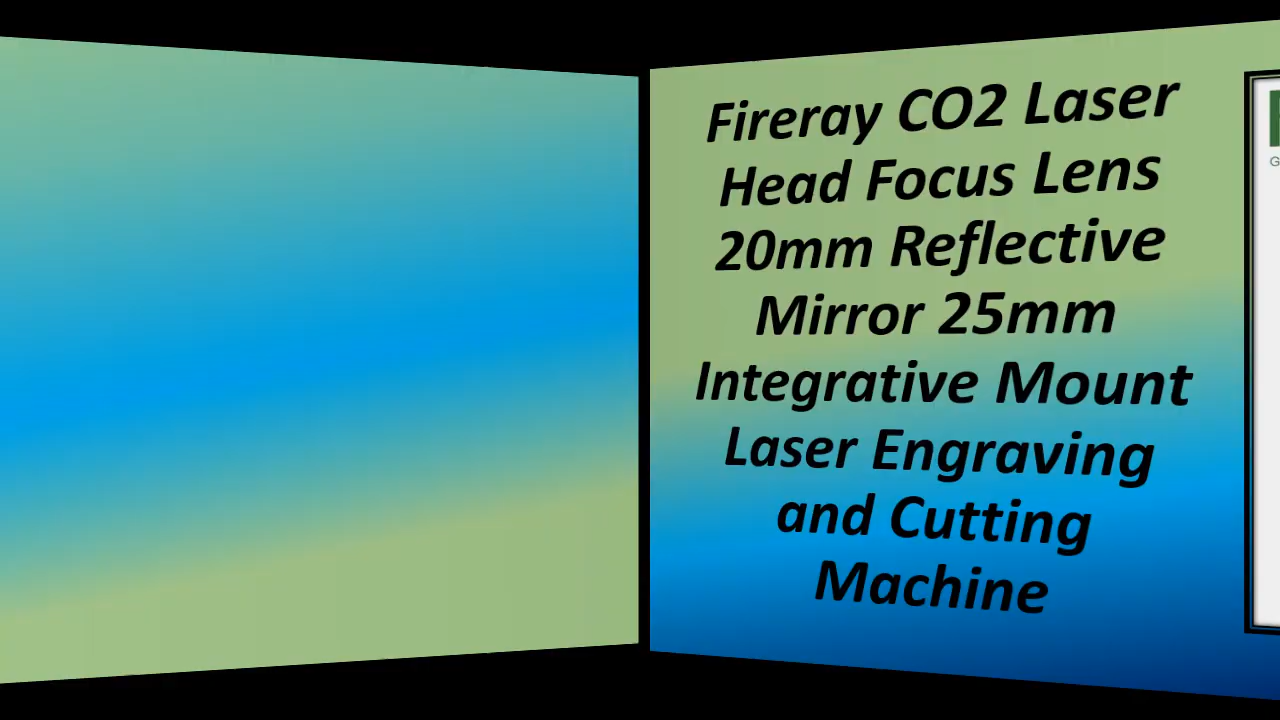 Fireray CO2 Laser
Head Focus Lens
20mm Reflective
Mirror 25mm
Integrative Mount
Laser Engraving
and Cutting
Machine